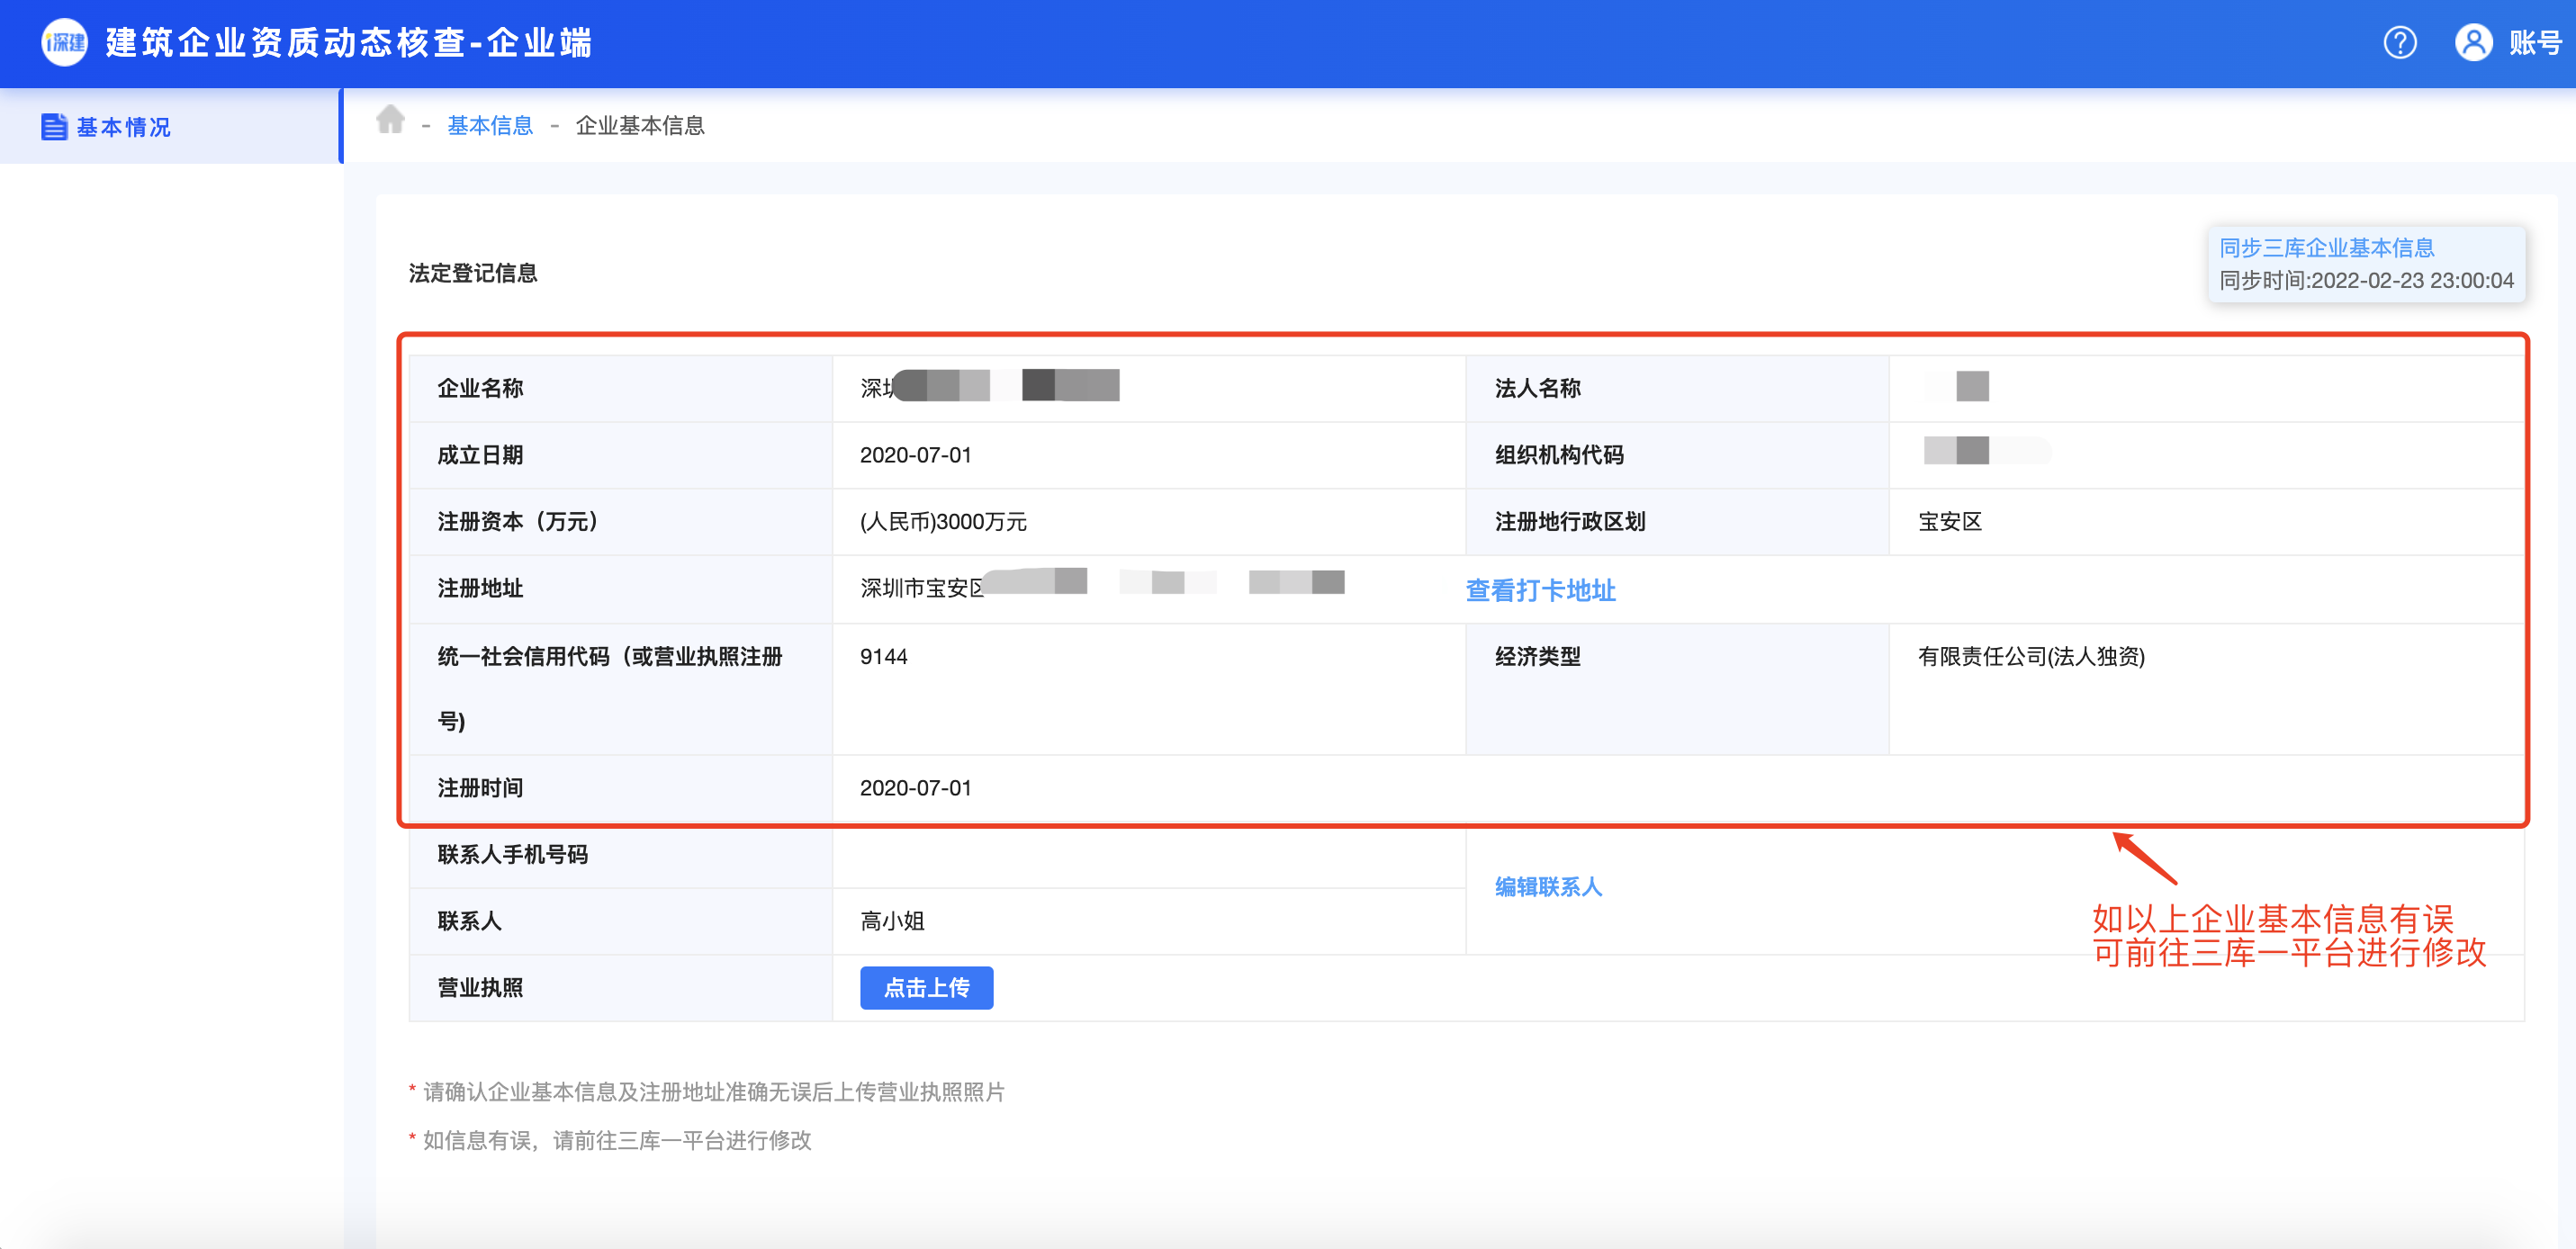 i深建 建筑企业资质动态核查-企业端 账号
基本情况
- 基本信息 - 企业基本信息
同步三库企业基本信息
法定登记信息
同步时间:2022-02-23 23:00:04
企业名称 深圳 法人名称
成立日期 2020-07-01 组织机构代码
注册资本（万元） (人民币)3000万元 注册地行政区划 宝安区
注册地址 深圳市宝安区 查看打卡地址
统一社会信用代码（或营业执照注册 9144 经济类型 有限责任公司(法人独资)
号)
注册时间 2020-07-01
联系人手机号码
编辑联系人
联系人 高小姐
如以上企业基本信息有误
可前往三库一平台进行修改
营业执照 点击上传
* 请确认企业基本信息及注册地址准确无误后上传营业执照照片
* 如信息有误，请前往三库一平台进行修改